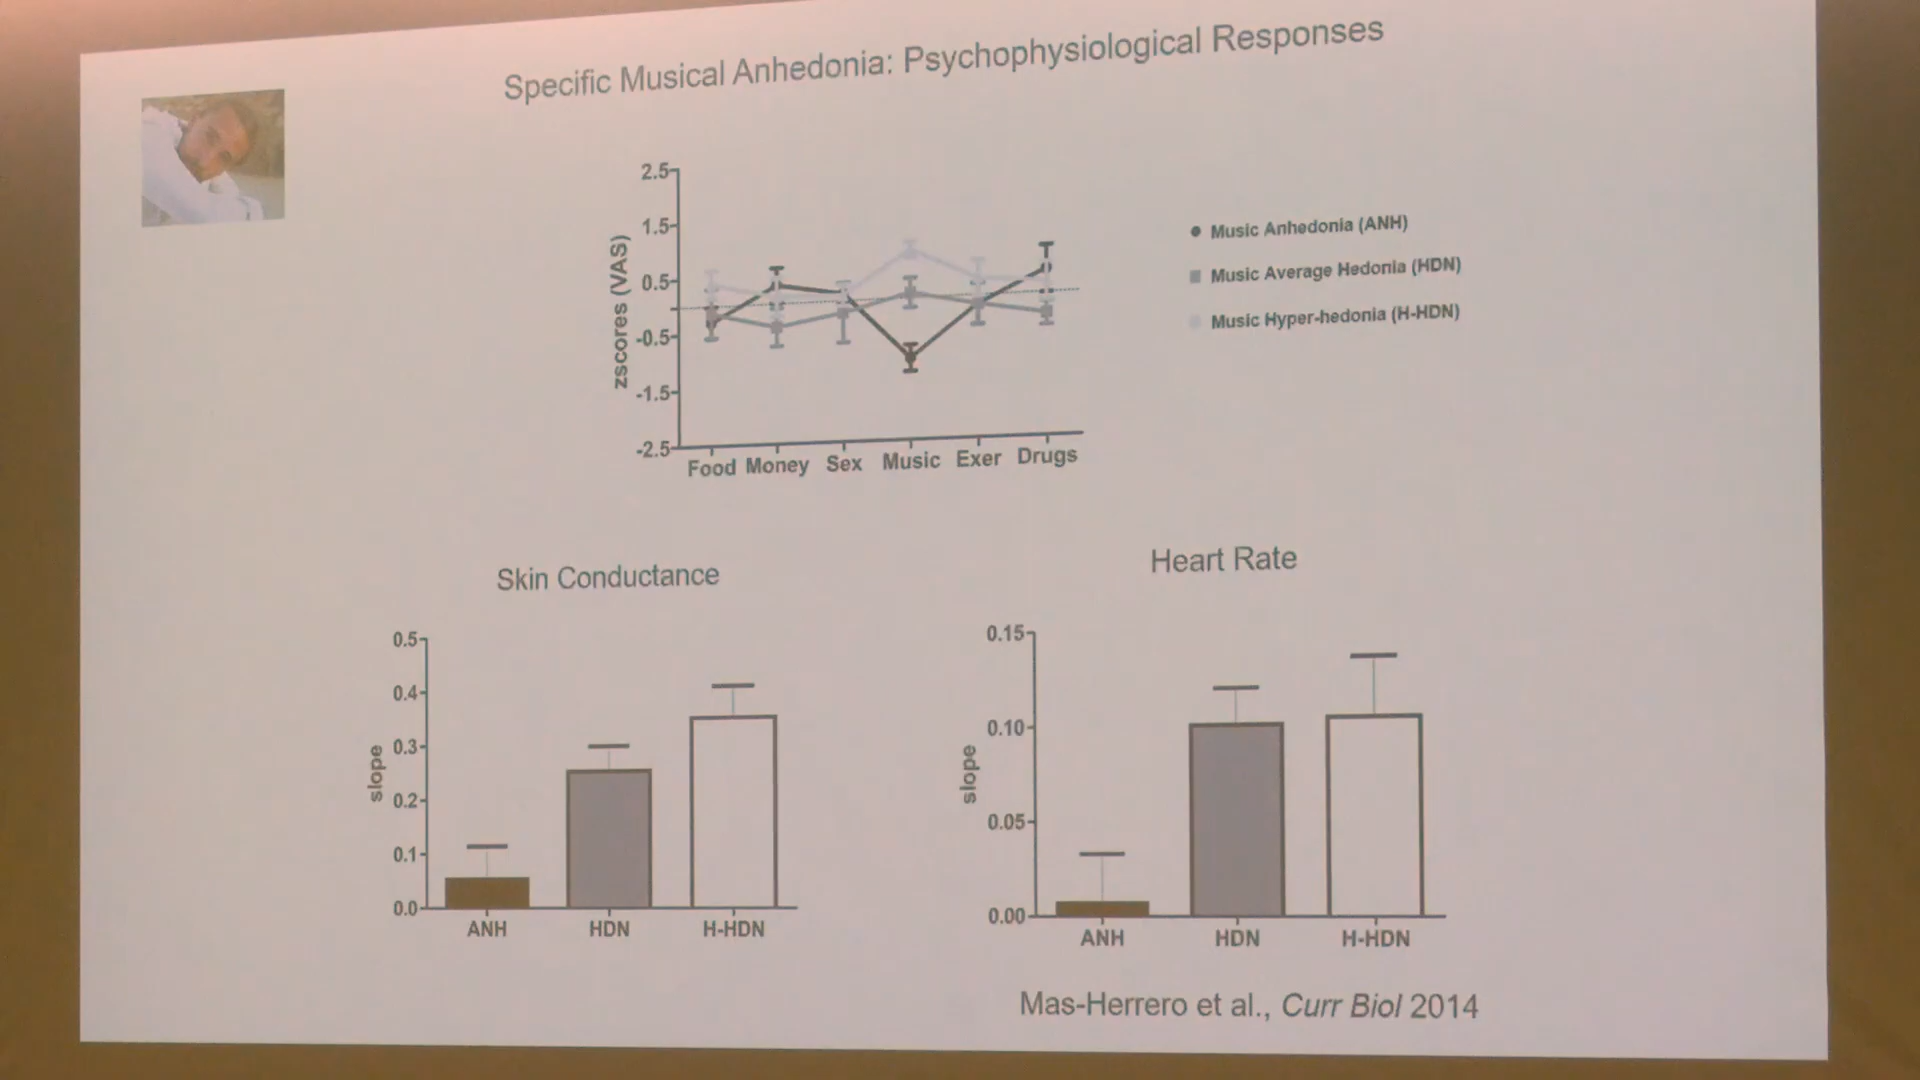 Specific Musical Anhedonia: Psychophysiological Responses
2.5
1.5
0.5
-0.5
-1.5
-2.5
zscores (VAS)
Food Money Sex Music Exer Drugs
Music Anhedonia (ANH)
Music Average Hedonia (HDN)
Music Hyper-hedonia (H-HDN)
Skin Conductance
0.5
0.4
0.3
0.2
0.1
0.0
slope
ANH HDN H-HDN
Heart Rate
0.15
0.10
0.05
0.00
slope
ANH HDN H-HDN
Mas-Herrero et al., Curr Biol 2014